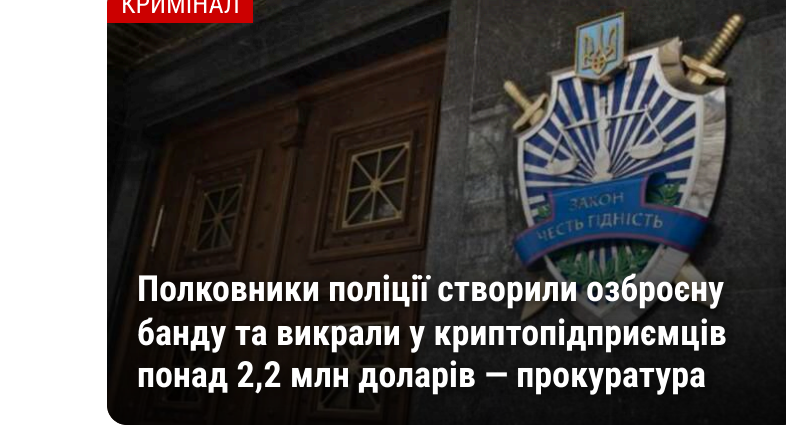 КРИМІНАЛ
ЗАКОН
ЧЕСТЬ ГІДНІСТЬ
Полковники поліції створили озброєну
банду та викрали у криптопідприємців
понад 2,2 млн доларів — прокуратура